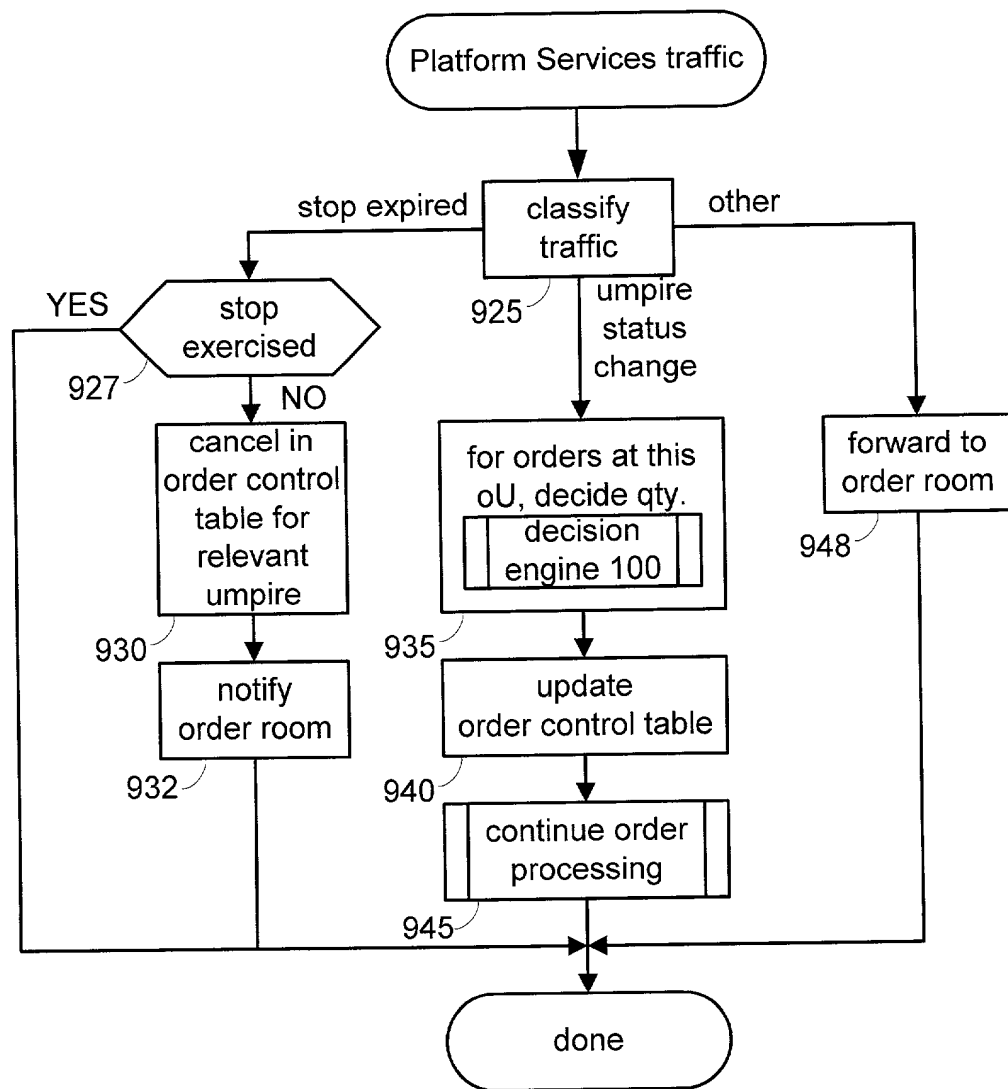 Platform Services traffic
stop expired
classify
traffic
other
925
umpire
status
change
YES
stop
exercised
927
NO
cancel in
order control
table for
relevant
umpire
930
notify
order room
932
for orders at this
oU, decide qty.
decision
engine 100
935
update
order control table
940
continue order
processing
945
forward to
order room
948
done